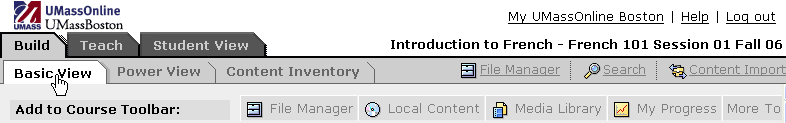 UMassOnline
UMASS UMassBoston
My UMassOnline Boston | Help | Log out
Build Teach Student View
Introduction to French - French 101 Session 01 Fall 06
Basic View Power View Content Inventory
File Manager Search Content Import
Add to Course Toolbar: File Manager Local Content Media Library My Progress More To